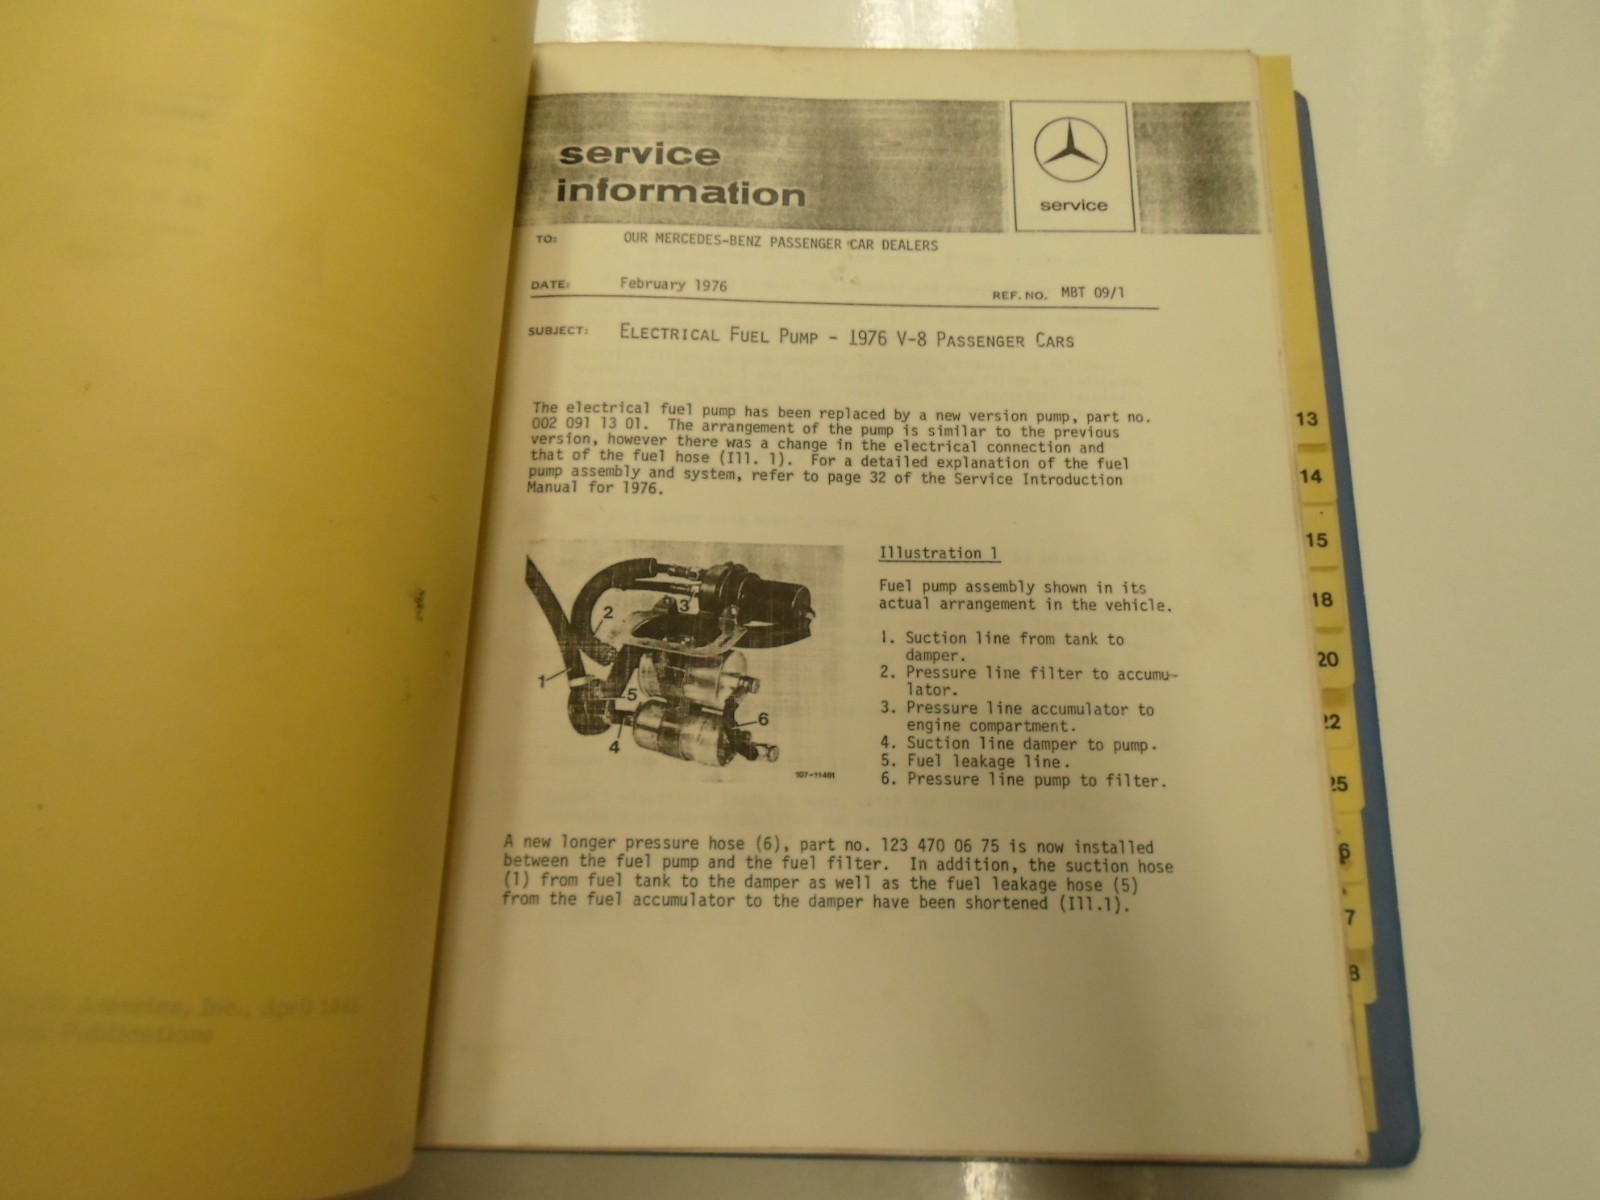 service
information
service
TO: OUR MERCEDES-BENZ PASSENGER CAR DEALERS
DATE: February 1976
REF. NO. MBT 09/1
SUBJECT: ELECTRICAL FUEL PUMP - 1976 V-8 PASSENGER CARS
The electrical fuel pump has been replaced by a new version pump, part no.
002 091 13 01. The arrangement of the pump is similar to the previous
version, however there was a change in the electrical connection and
that of the fuel hose (Ill. 1). For a detailed explanation of the fuel
pump assembly and system, refer to page 32 of the Service Introduction
Manual for 1976.
1
2
3
4
5
6
107-11461
Illustration 1
Fuel pump assembly shown in its
actual arrangement in the vehicle.
1. Suction line from tank to
damper.
2. Pressure line filter to accumu-
lator.
3. Pressure line accumulator to
engine compartment.
4. Suction line damper to pump.
5. Fuel leakage line.
6. Pressure line pump to filter.
A new longer pressure hose (6), part no. 123 470 06 75 is now installed
between the fuel pump and the fuel filter. In addition, the suction hose
(1) from fuel tank to the damper as well as the fuel leakage hose (5)
from the fuel accumulator to the damper have been shortened (Ill.1).
13
14
15
18
20
22
25
6
7
8
Inc., April
Publications